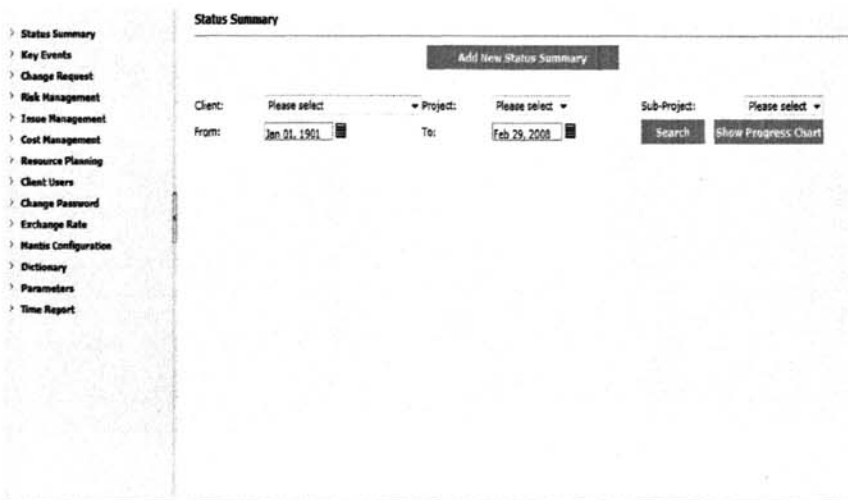 Status Summary
Key Events
Change Request
Risk Management
Issue Management
Cost Management
Resource Planning
Client Users
Change Password
Exchange Rate
Mantis Configuration
Dictionary
Parameters
Time Report
Status Summary
Add New Status Summary
Client: Please select Project: Please select Sub-Project: Please select
From: Jan 01, 1901 To: Feb 29, 2008 Search Show Progress Chart